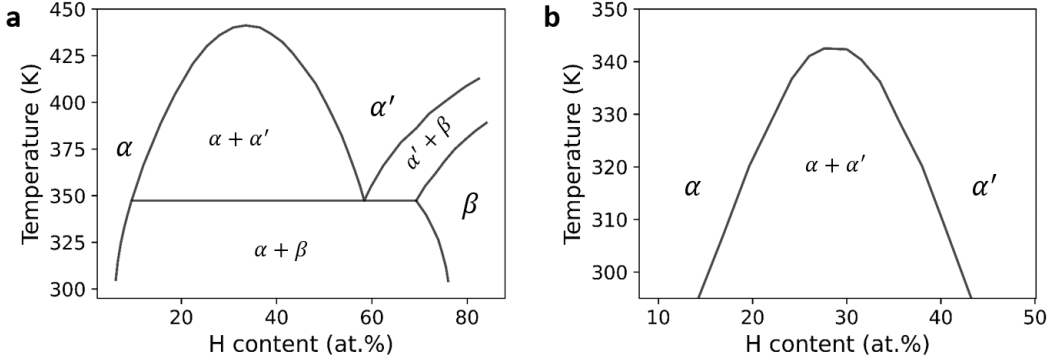 a
450
425
400
375
350
325
300
Temperature (K)
α
α + α′
α′
α′ + β
β
α + β
20
40
60
80
H content (at.%)
b
350
340
330
320
310
300
Temperature (K)
α
α + α′
α′
10
20
30
40
50
H content (at.%)